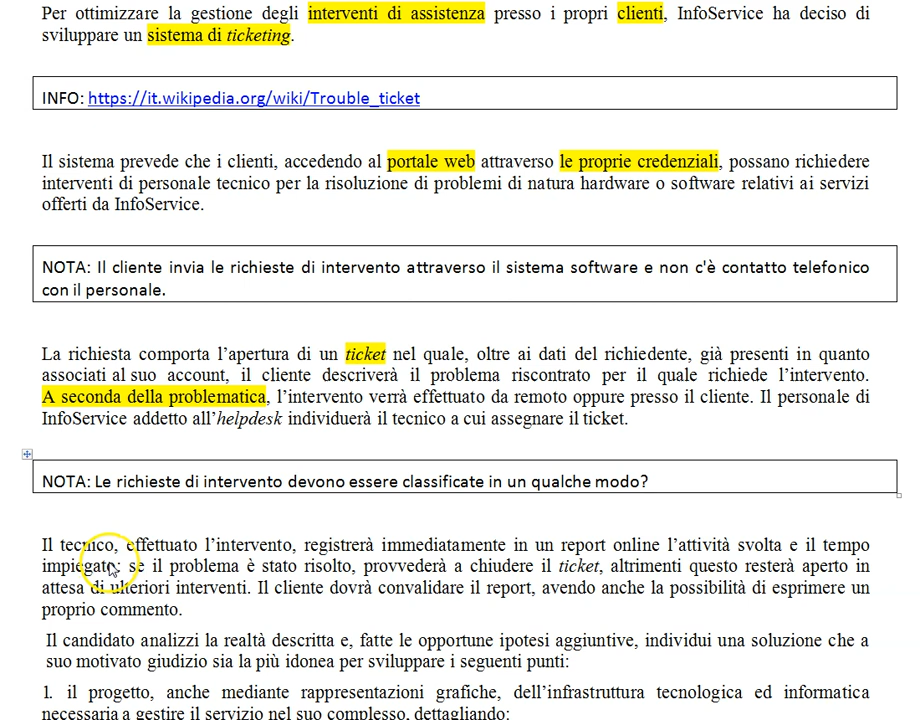 Per ottimizzare la gestione degli interventi di assistenza presso i propri clienti, InfoService ha deciso di
sviluppare un sistema di ticketing.
INFO: https://it.wikipedia.org/wiki/Trouble_ticket
Il sistema prevede che i clienti, accedendo al portale web attraverso le proprie credenziali, possano richiedere
interventi di personale tecnico per la risoluzione di problemi di natura hardware o software relativi ai servizi
offerti da InfoService.
NOTA: Il cliente invia le richieste di intervento attraverso il sistema software e non c'è contatto telefonico
con il personale.
La richiesta comporta l’apertura di un ticket nel quale, oltre ai dati del richiedente, già presenti in quanto
associati al suo account, il cliente descriverà il problema riscontrato per il quale richiede l’intervento.
A seconda della problematica, l’intervento verrà effettuato da remoto oppure presso il cliente. Il personale di
InfoService addetto all’helpdesk individuerà il tecnico a cui assegnare il ticket.
NOTA: Le richieste di intervento devono essere classificate in un qualche modo?
Il tecnico, effettuato l’intervento, registrerà immediatamente in un report online l’attività svolta e il tempo
impiegato: se il problema è stato risolto, provvederà a chiudere il ticket, altrimenti questo resterà aperto in
attesa di ulteriori interventi. Il cliente dovrà convalidare il report, avendo anche la possibilità di esprimere un
proprio commento.
Il candidato analizzi la realtà descritta e, fatte le opportune ipotesi aggiuntive, individui una soluzione che a
suo motivato giudizio sia la più idonea per sviluppare i seguenti punti:
1. il progetto, anche mediante rappresentazioni grafiche, dell’infrastruttura tecnologica ed informatica
necessaria a gestire il servizio nel suo complesso, dettagliando: